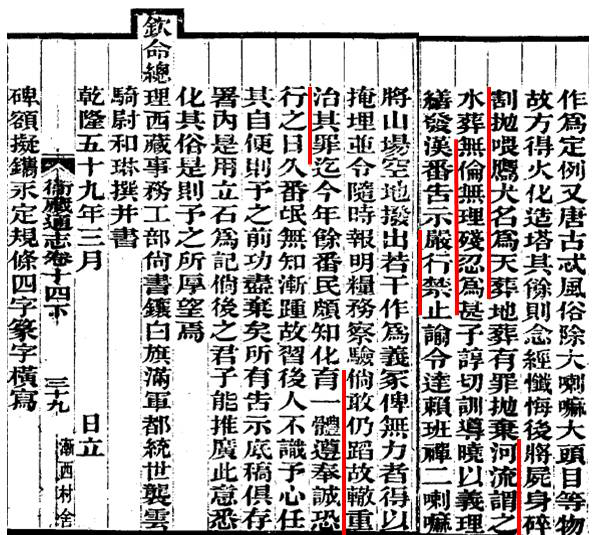 作爲定例又唐古忒風俗除大喇嘛大頭目等物
故方得火化造塔其餘則念經懺悔後將屍身碎
割抛喂鷹犬名爲天葬地葬有罪抛棄河流謂之
水葬無倫無理殘忍爲甚予諄切訓導曉以義理
繕發漢番告示嚴行禁止諭令達賴班禪二喇嘛
將山場空地撥出若干作爲義冢俾無力者得以
掩埋並令隨時報明糧務察驗倘敢仍蹈故轍重
治其罪迄今年餘番民頗知化育一體遵奉誠恐
行之日久番氓無知漸踵故習後人不識予心任
其自便則予之前功盡棄矣所有告示底稿俱存
署內是用立石爲記倘後之君子能推廣此意悉
化其俗是則予之所厚望焉
欽命總理西藏事務工部尚書鑲白旗滿軍都統世襲雲
騎尉和琳撰并書
乾隆五十九年三月 日立
衛藏通志卷十四下 三十九 漸西村舍
碑額擬鐫永定規條四字篆字橫寫